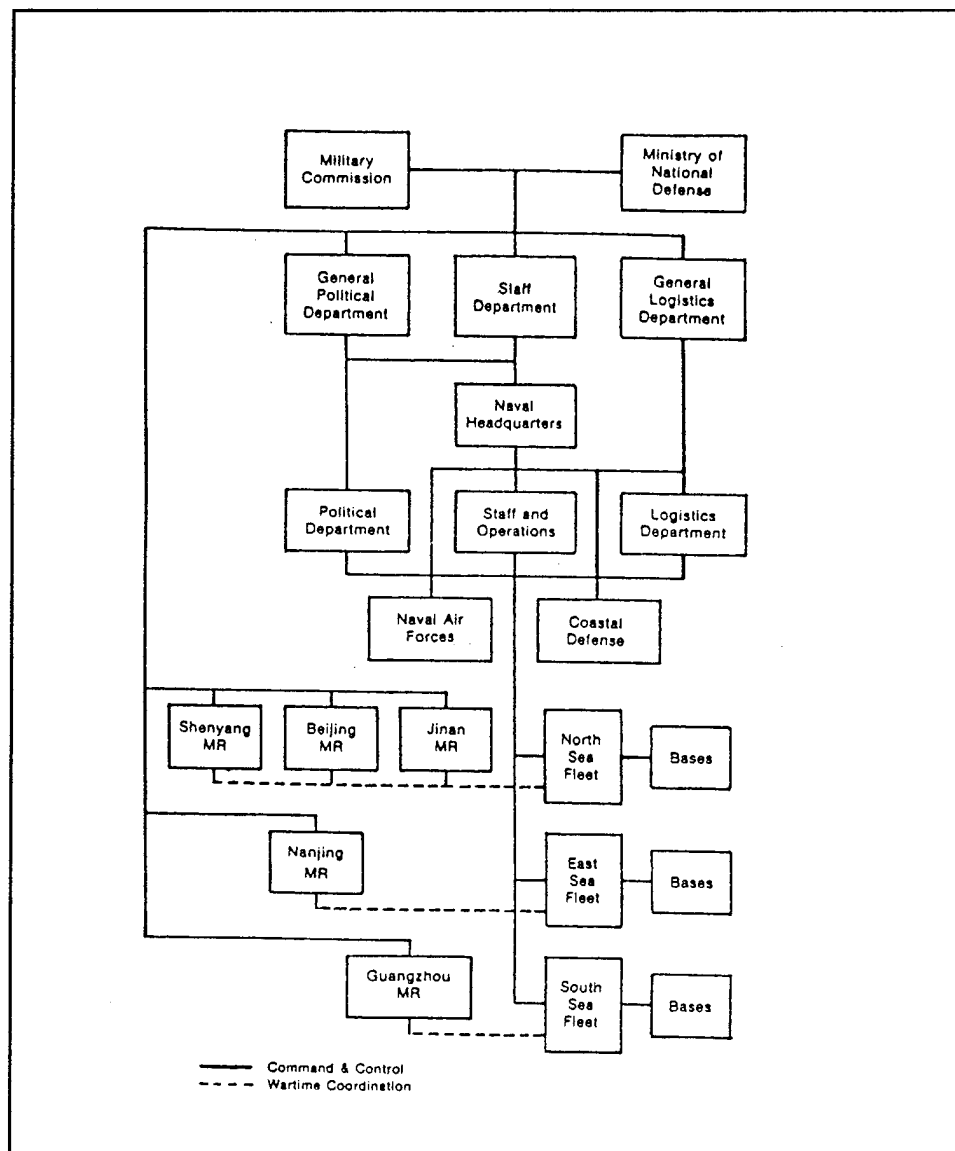 Military
Commission
Ministry of
National
Defense
General
Political
Department
Staff
Department
General
Logistics
Department
Naval
Headquarters
Political
Department
Staff and
Operations
Logistics
Department
Naval Air
Forces
Coastal
Defense
Shenyang
MR
Beijing
MR
Jinan
MR
North
Sea
Fleet
Bases
Nanjing
MR
East
Sea
Fleet
Bases
Guangzhou
MR
South
Sea
Fleet
Bases
Command & Control
Wartime Coordination